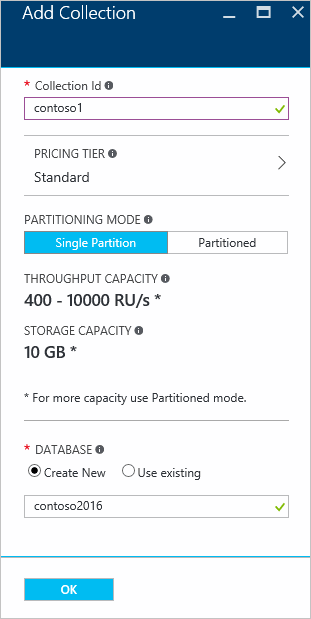 Add Collection
* Collection Id
contoso1
PRICING TIER
Standard
PARTITIONING MODE
Single Partition
Partitioned
THROUGHPUT CAPACITY
400 - 10000 RU/s *
STORAGE CAPACITY
10 GB *
* For more capacity use Partitioned mode.
* DATABASE
Create New
Use existing
contoso2016
OK